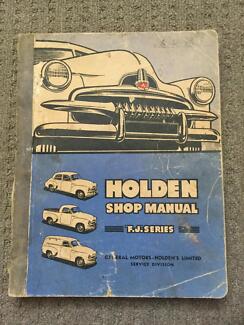 HOLDEN
SHOP MANUAL
F.J. SERIES
GENERAL MOTORS - HOLDEN'S LIMITED
SERVICE DIVISION